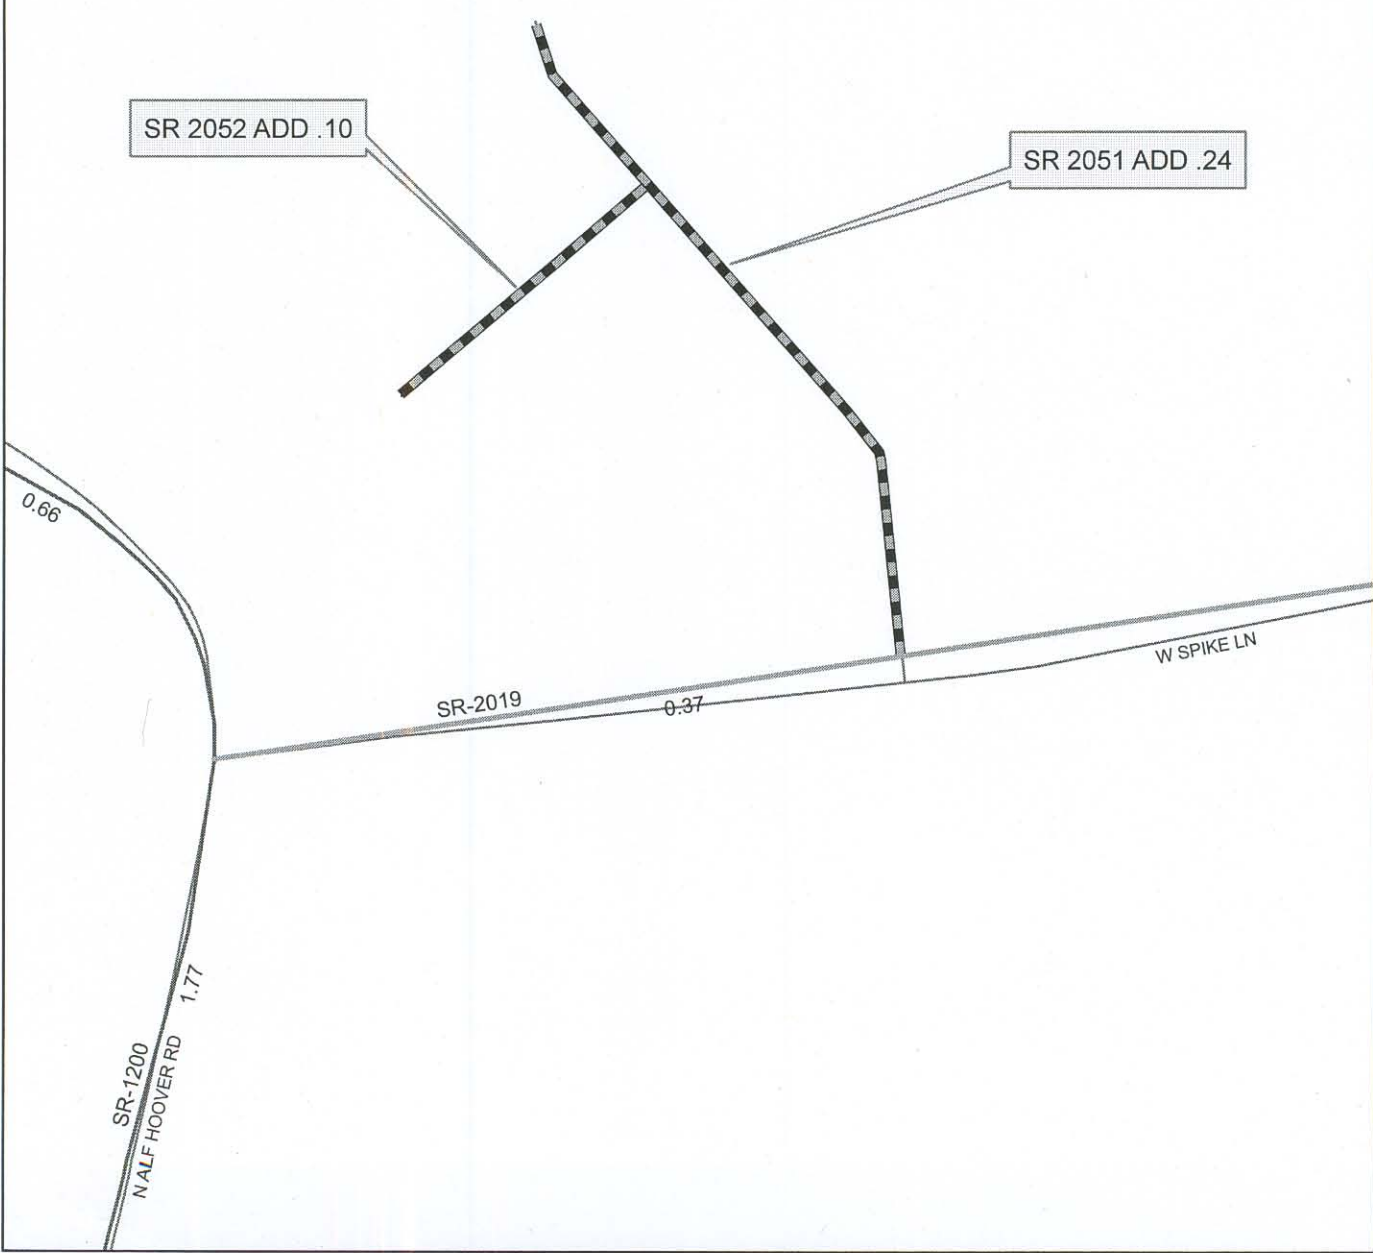 SR 2052 ADD .10
SR 2051 ADD .24
0.66
W SPIKE LN
SR-2019
0.37
1.77
SR-1200
N ALF HOOVER RD